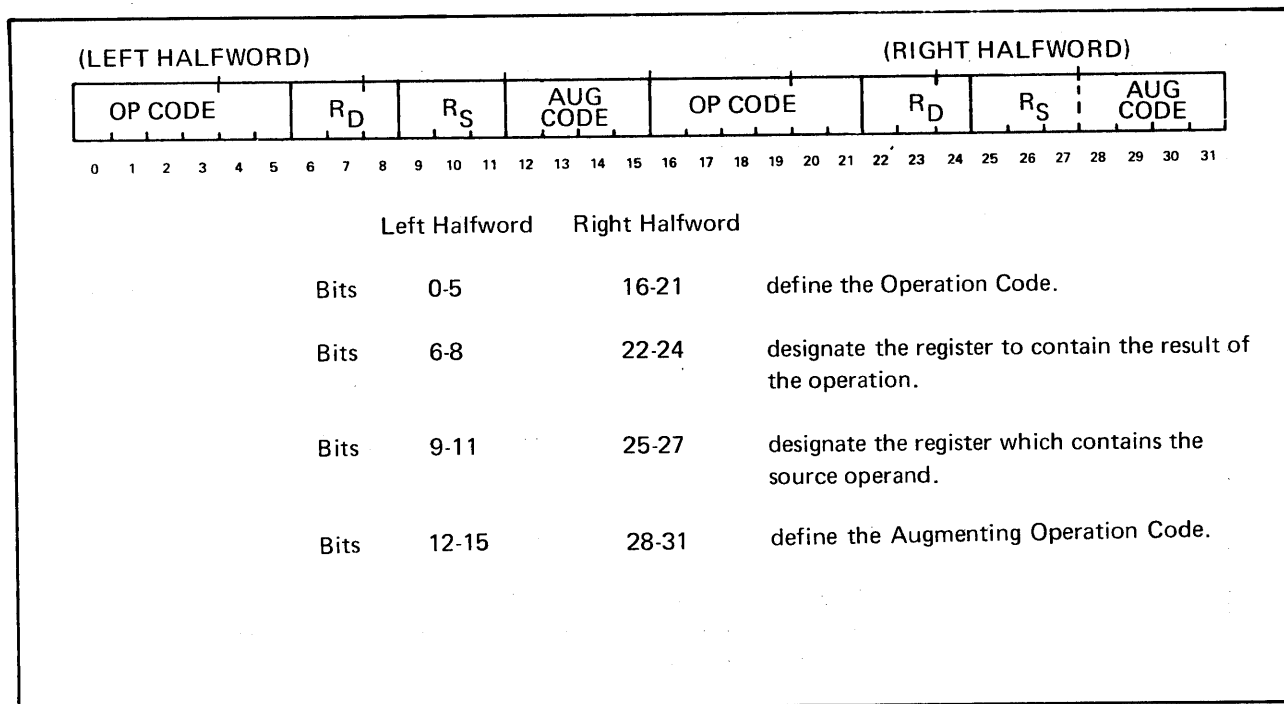 (LEFT HALFWORD) (RIGHT HALFWORD)
OP CODE R_D R_S AUG CODE OP CODE R_D R_S AUG CODE
0 1 2 3 4 5 6 7 8 9 10 11 12 13 14 15 16 17 18 19 20 21 22 23 24 25 26 27 28 29 30 31
Left Halfword Right Halfword
Bits 0-5 16-21 define the Operation Code.
Bits 6-8 22-24 designate the register to contain the result of
the operation.
Bits 9-11 25-27 designate the register which contains the
source operand.
Bits 12-15 28-31 define the Augmenting Operation Code.